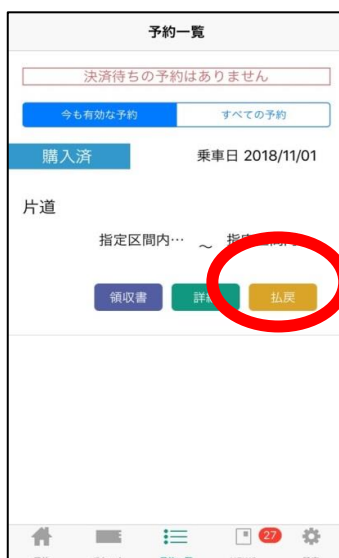 予約一覧
決済待ちの予約はありません
今も有効な予約 すべての予約
購入済 乗車日 2018/11/01
片道
指定区間内… ～
領収書 払戻
27